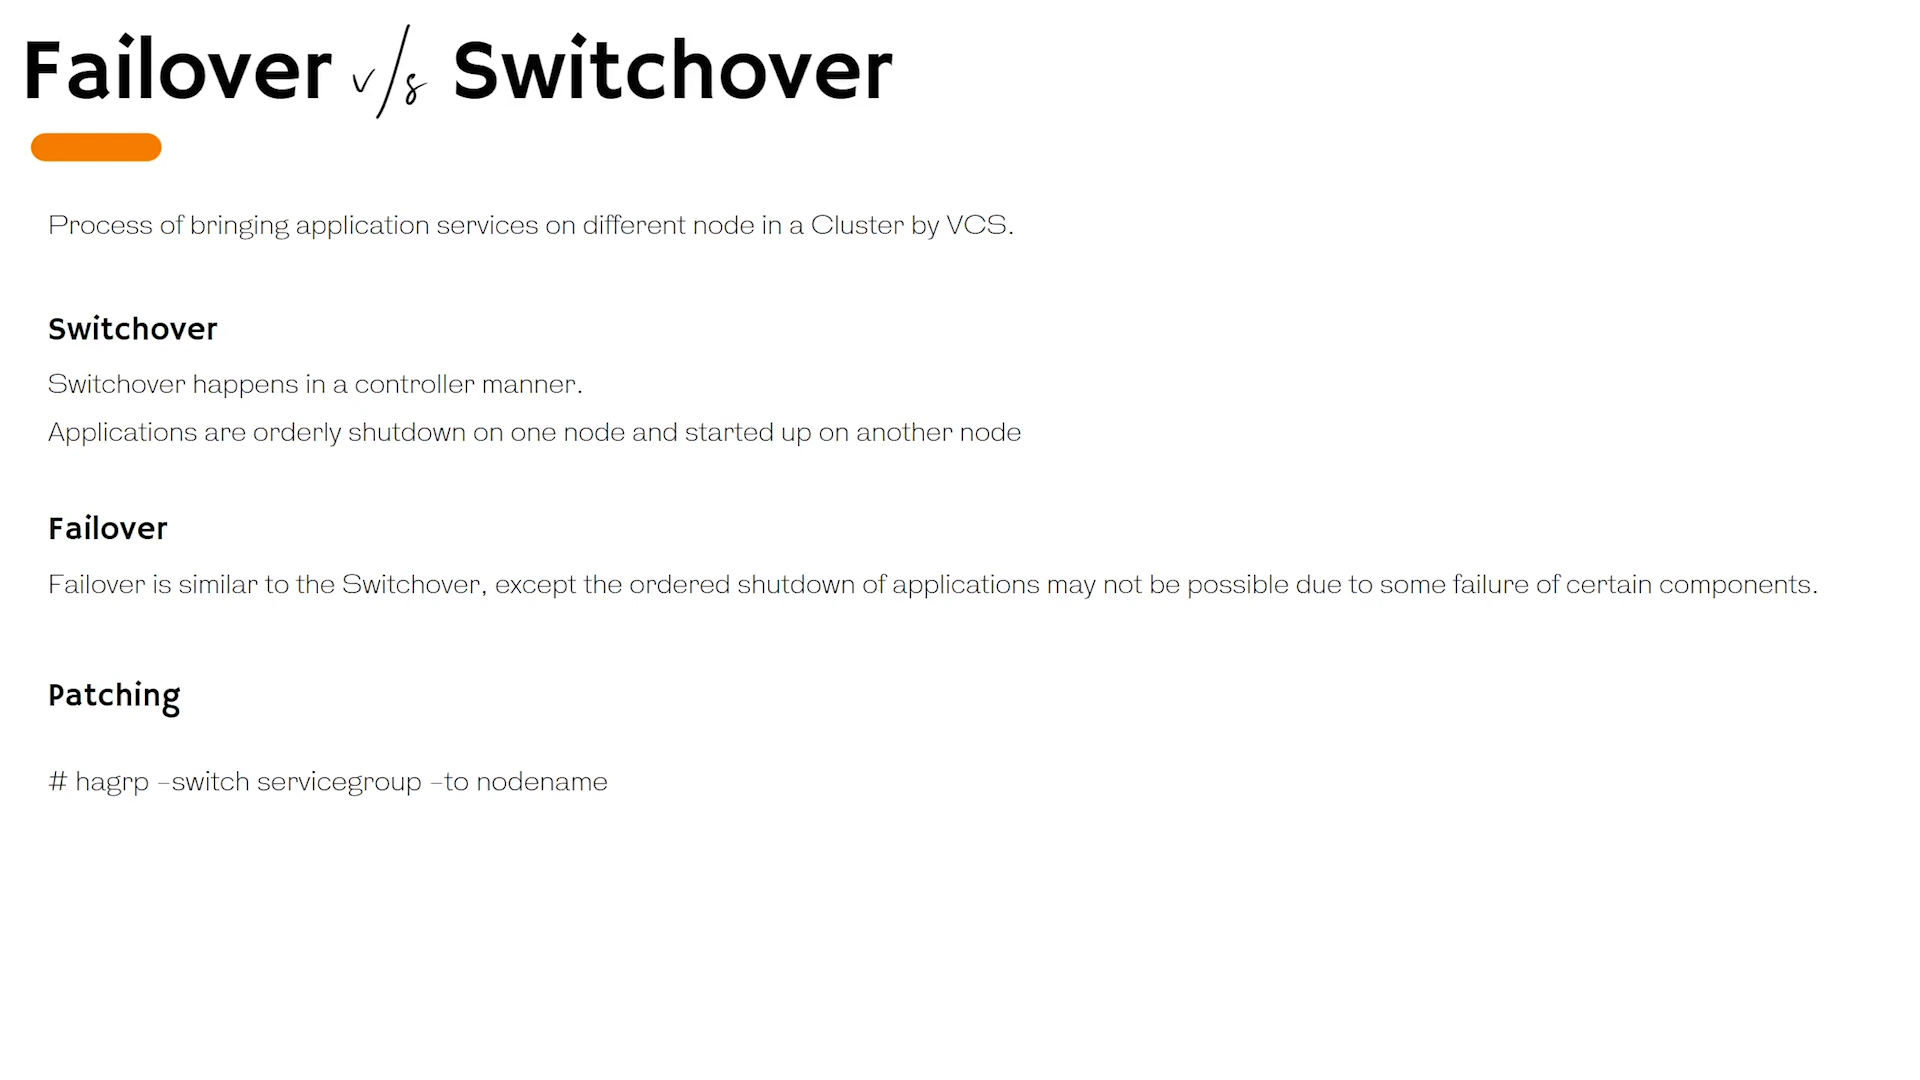 Failover v/s Switchover
Process of bringing application services on different node in a Cluster by VCS.
Switchover
Switchover happens in a controller manner.
Applications are orderly shutdown on one node and started up on another node
Failover
Failover is similar to the Switchover, except the ordered shutdown of applications may not be possible due to some failure of certain components.
Patching
# hagrp –switch servicegroup –to nodename